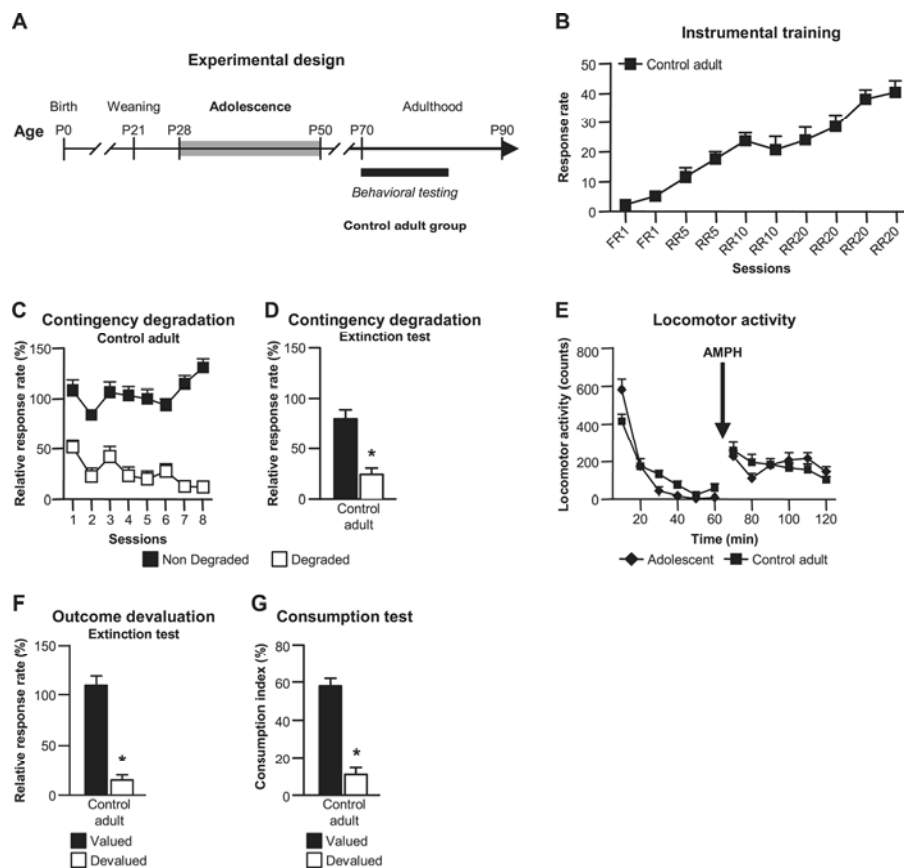 A
Experimental design
Birth
Weaning
Adolescence
Adulthood
Age
P0
P21
P28
P50
P70
P90
Behavioral testing
Control adult group
B
Instrumental training
Control adult
Response rate
50
40
30
20
10
0
FR1
FR1
RR5
RR5
RR10
RR10
RR20
RR20
RR20
RR20
Sessions
C
Contingency degradation
Control adult
Relative response rate (%)
150
100
50
0
1 2 3 4 5 6 7 8
Sessions
D
Contingency degradation
Extinction test
Relative response rate (%)
150
100
50
0
*
Control
adult
Non Degraded
Degraded
E
Locomotor activity
AMPH
Locomotor activity (counts)
800
600
400
200
0
20 40 60 80 100 120
Time (min)
Adolescent
Control adult
F
Outcome devaluation
Extinction test
Relative response rate (%)
150
100
50
0
*
Control
adult
Valued
Devalued
G
Consumption test
Consumption index (%)
80
60
40
20
0
*
Control
adult
Valued
Devalued